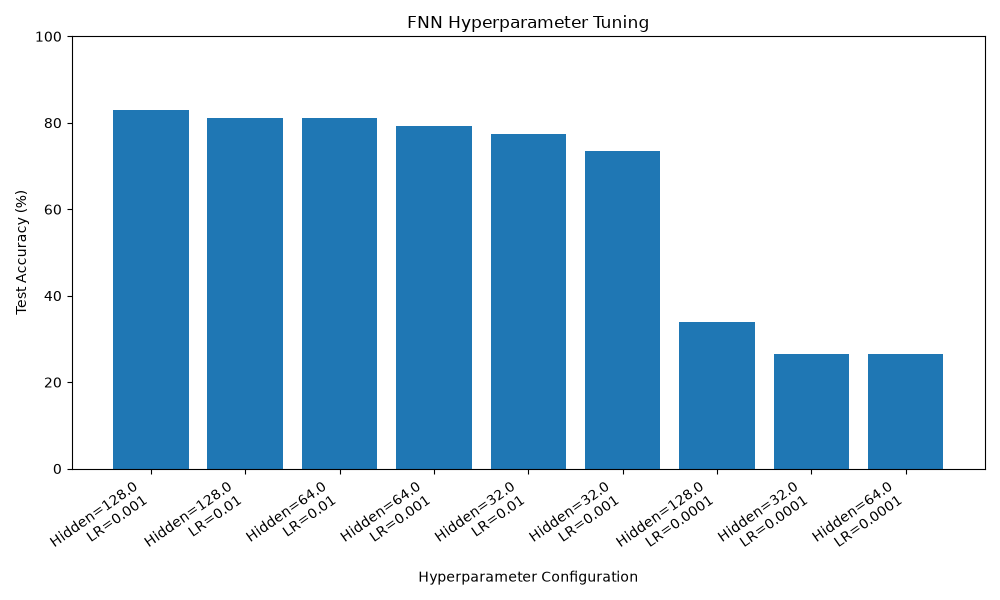 FNN Hyperparameter Tuning
Test Accuracy (%)
100
80
60
40
20
0
Hidden=128.0
LR=0.001
Hidden=128.0
LR=0.01
Hidden=64.0
LR=0.01
Hidden=64.0
LR=0.001
Hidden=32.0
LR=0.01
Hidden=32.0
LR=0.001
Hidden=128.0
LR=0.0001
Hidden=32.0
LR=0.0001
Hidden=64.0
LR=0.0001
Hyperparameter Configuration